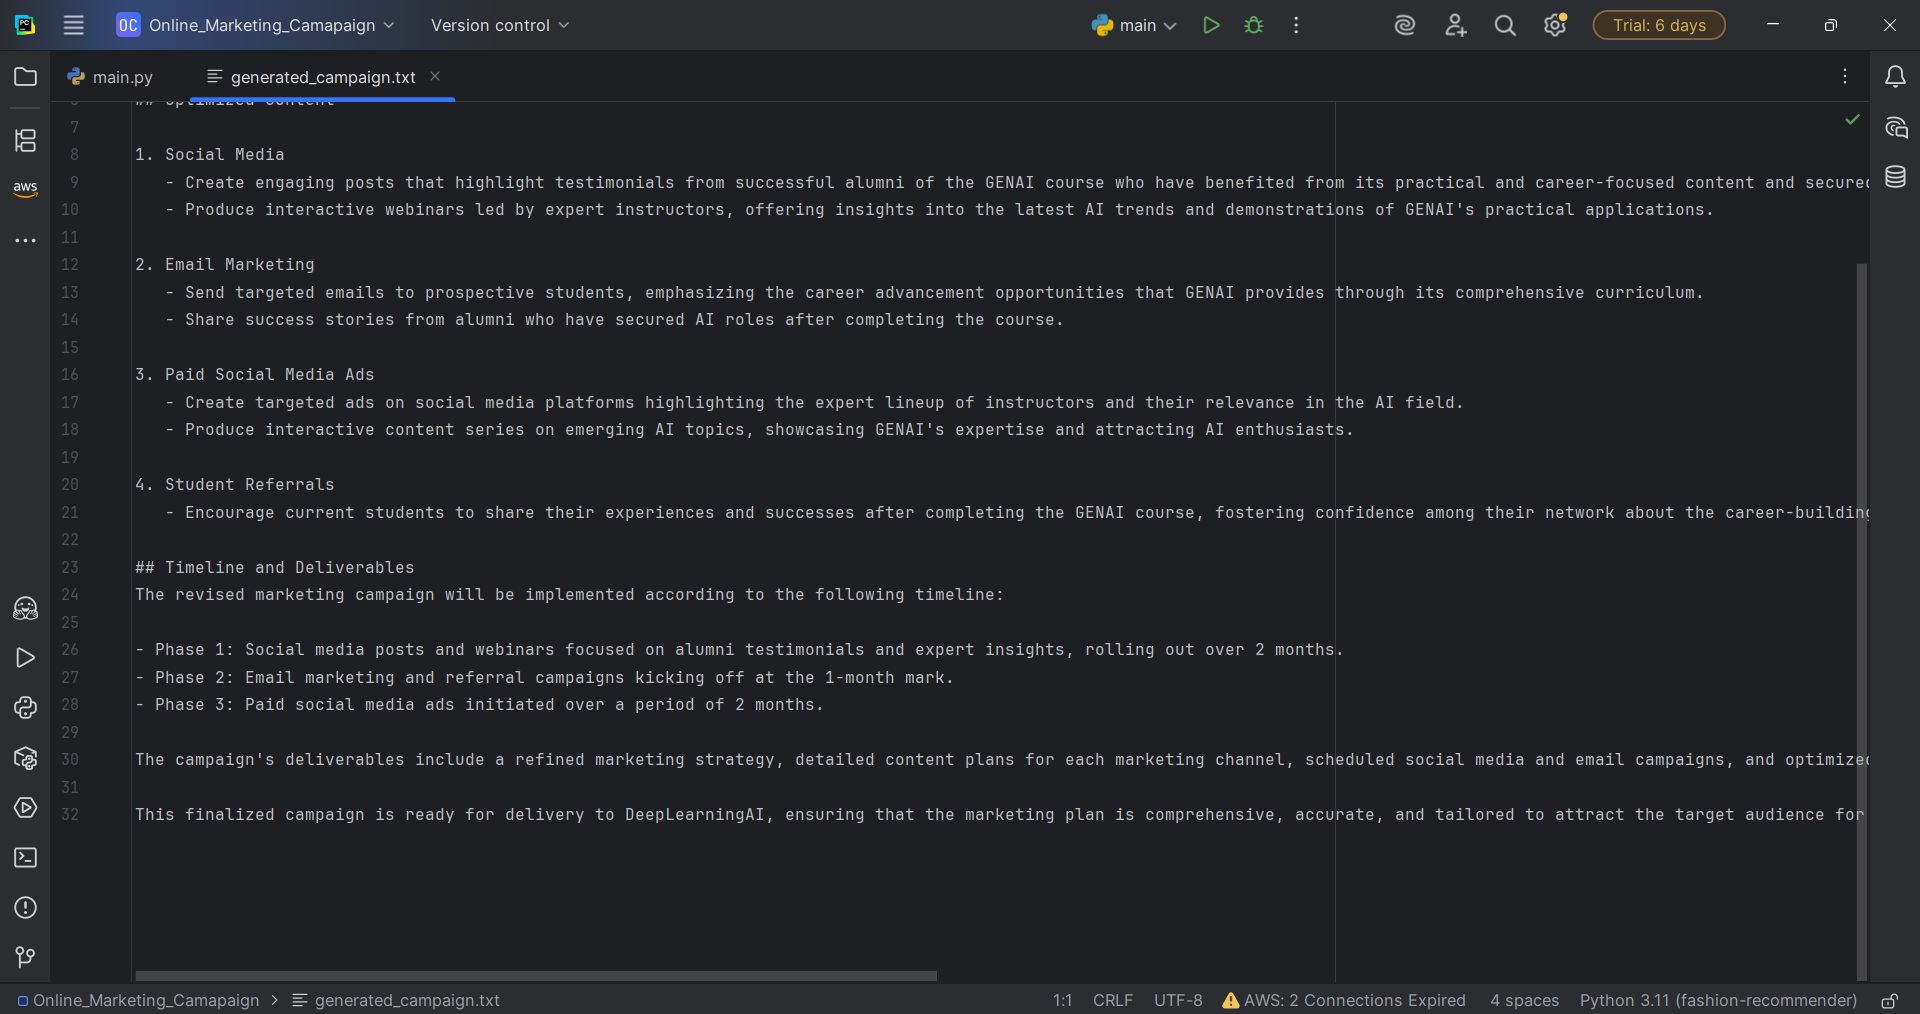 OC Online_Marketing_Camapaign Version control main Trial: 6 days
main.py generated_campaign.txt
## Optimized Content
7
8 1. Social Media
9 - Create engaging posts that highlight testimonials from successful alumni of the GENAI course who have benefited from its practical and career-focused content and secured
10 - Produce interactive webinars led by expert instructors, offering insights into the latest AI trends and demonstrations of GENAI's practical applications.
11
12 2. Email Marketing
13 - Send targeted emails to prospective students, emphasizing the career advancement opportunities that GENAI provides through its comprehensive curriculum.
14 - Share success stories from alumni who have secured AI roles after completing the course.
15
16 3. Paid Social Media Ads
17 - Create targeted ads on social media platforms highlighting the expert lineup of instructors and their relevance in the AI field.
18 - Produce interactive content series on emerging AI topics, showcasing GENAI's expertise and attracting AI enthusiasts.
19
20 4. Student Referrals
21 - Encourage current students to share their experiences and successes after completing the GENAI course, fostering confidence among their network about the career-building
22
23 ## Timeline and Deliverables
24 The revised marketing campaign will be implemented according to the following timeline:
25
26 - Phase 1: Social media posts and webinars focused on alumni testimonials and expert insights, rolling out over 2 months.
27 - Phase 2: Email marketing and referral campaigns kicking off at the 1-month mark.
28 - Phase 3: Paid social media ads initiated over a period of 2 months.
29
30 The campaign's deliverables include a refined marketing strategy, detailed content plans for each marketing channel, scheduled social media and email campaigns, and optimized
31
32 This finalized campaign is ready for delivery to DeepLearningAI, ensuring that the marketing plan is comprehensive, accurate, and tailored to attract the target audience for
aws
Online_Marketing_Camapaign > generated_campaign.txt 1:1 CRLF UTF-8 AWS: 2 Connections Expired 4 spaces Python 3.11 (fashion-recommender)